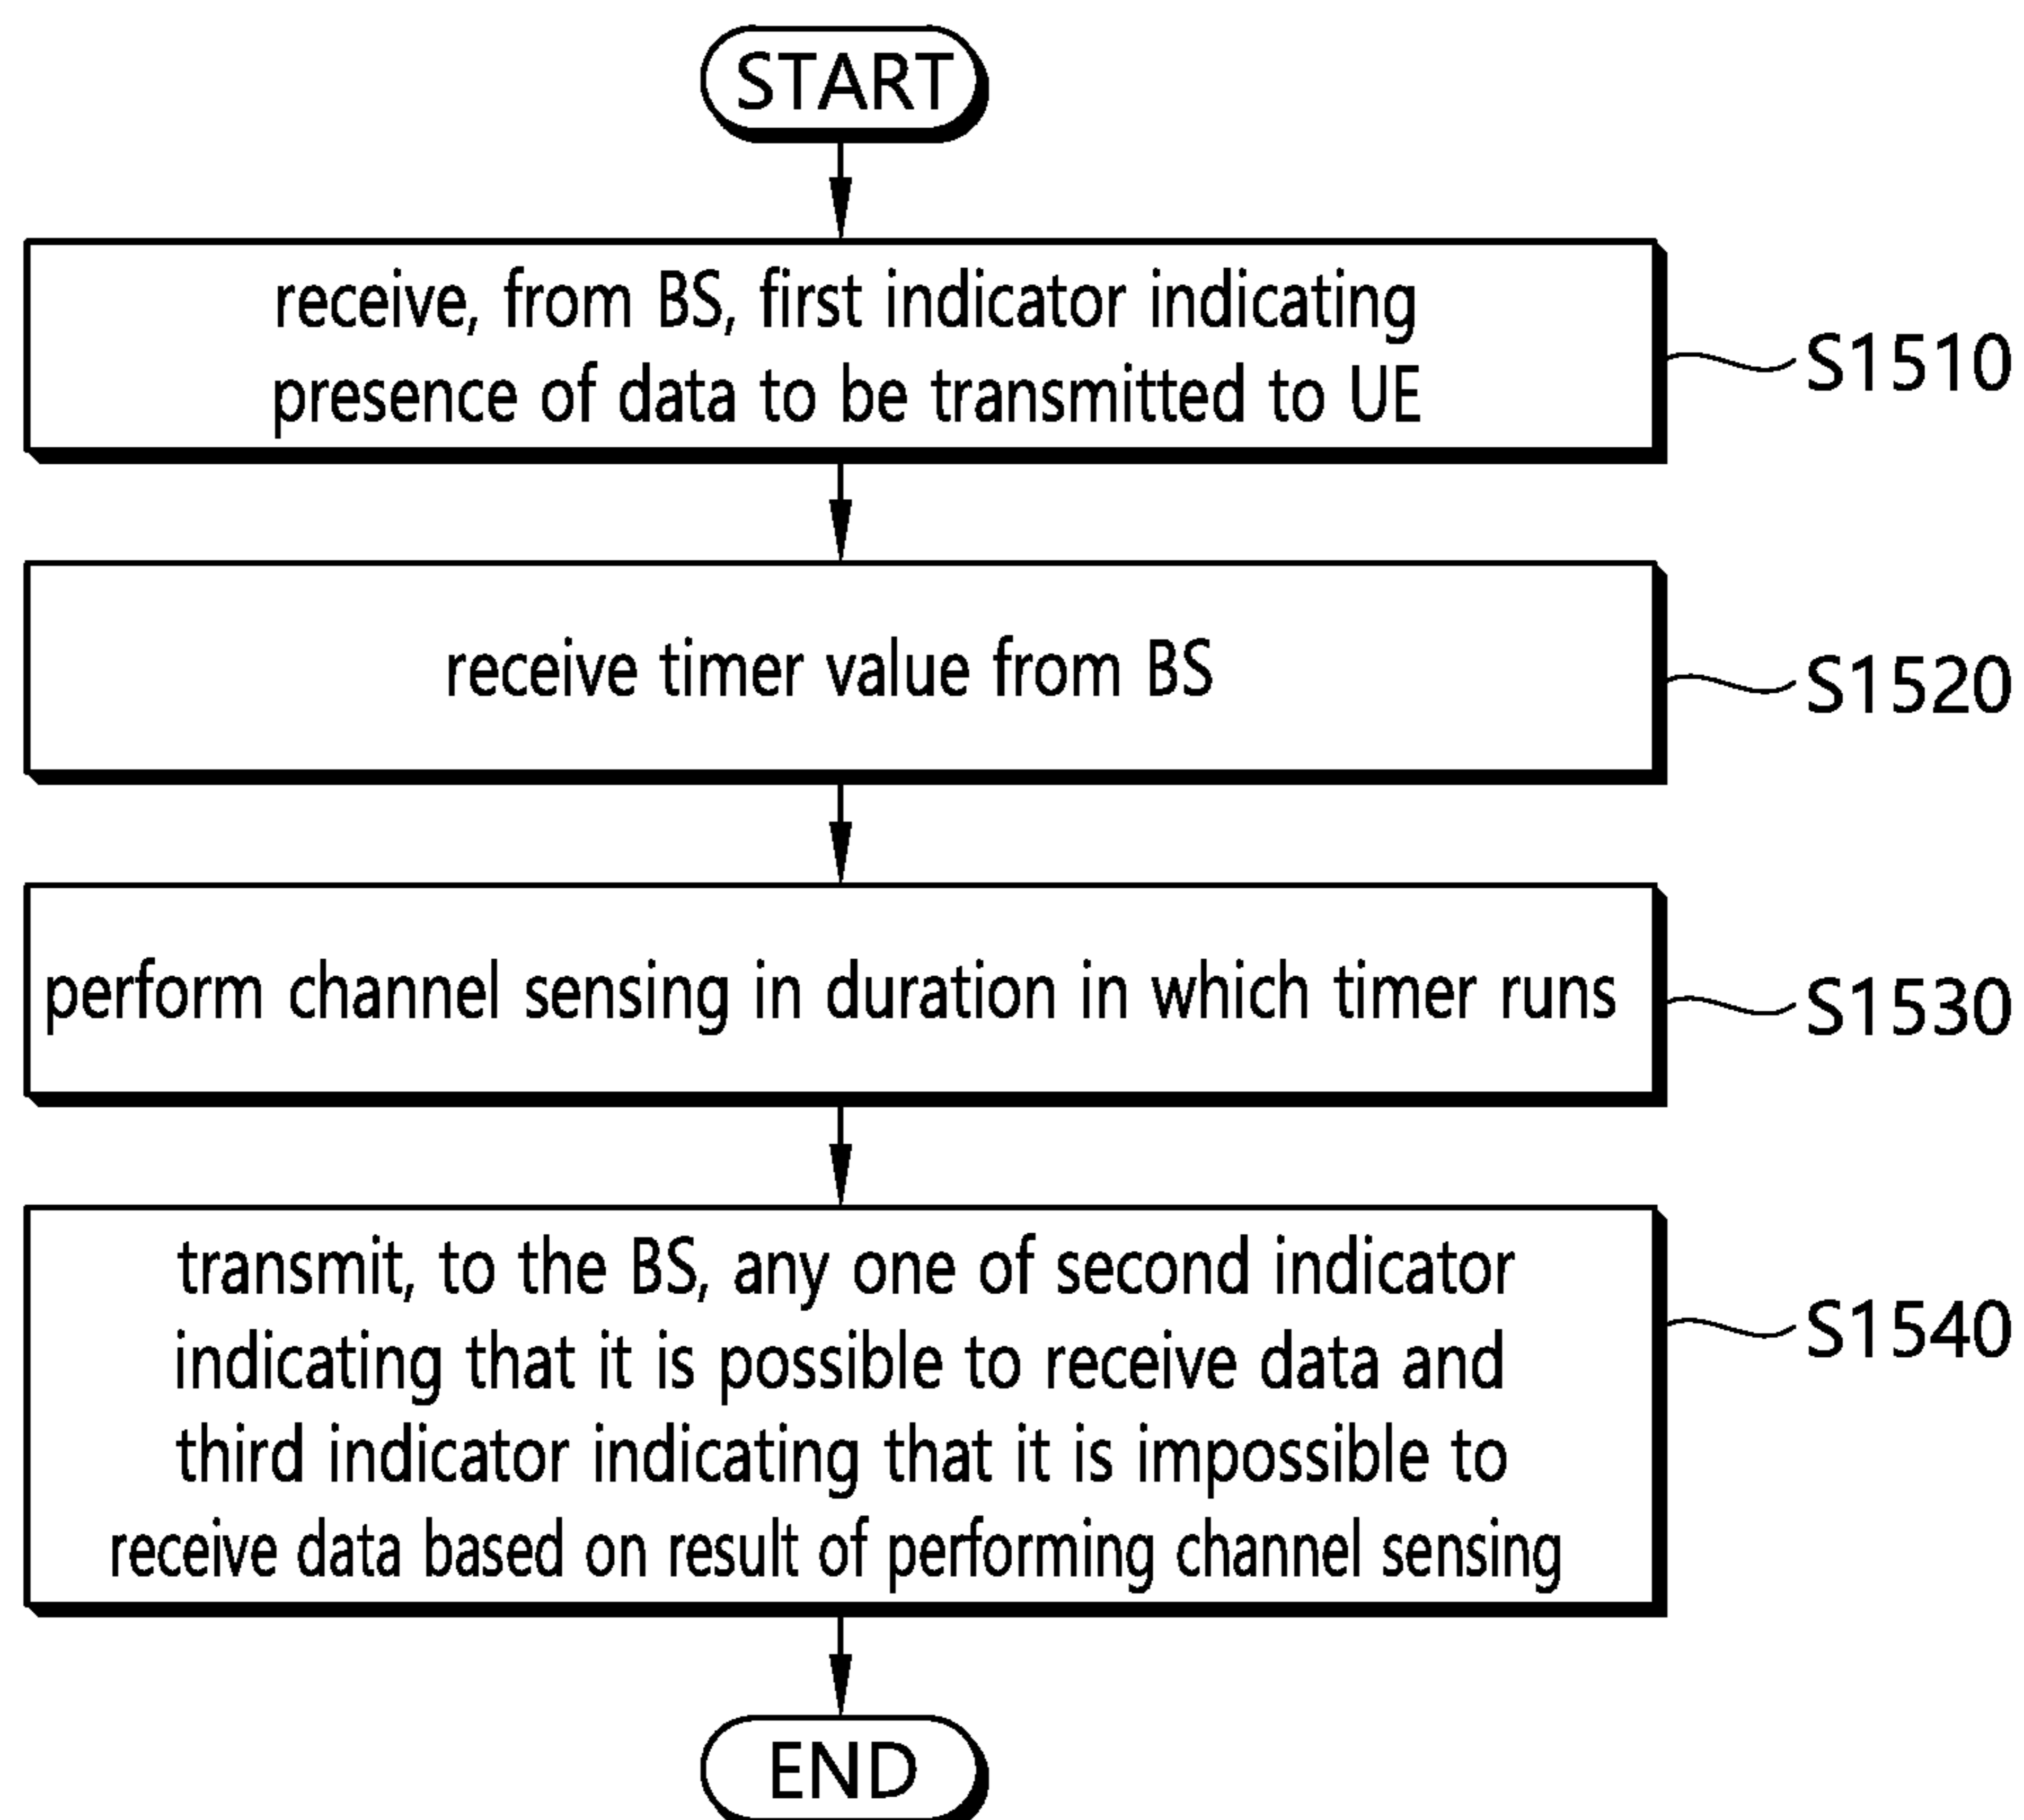 START
receive, from BS, first indicator indicating
presence of data to be transmitted to UE
S1510
receive timer value from BS
S1520
perform channel sensing in duration in which timer runs
S1530
transmit, to the BS, any one of second indicator
indicating that it is possible to receive data and
third indicator indicating that it is impossible to
receive data based on result of performing channel sensing
S1540
END